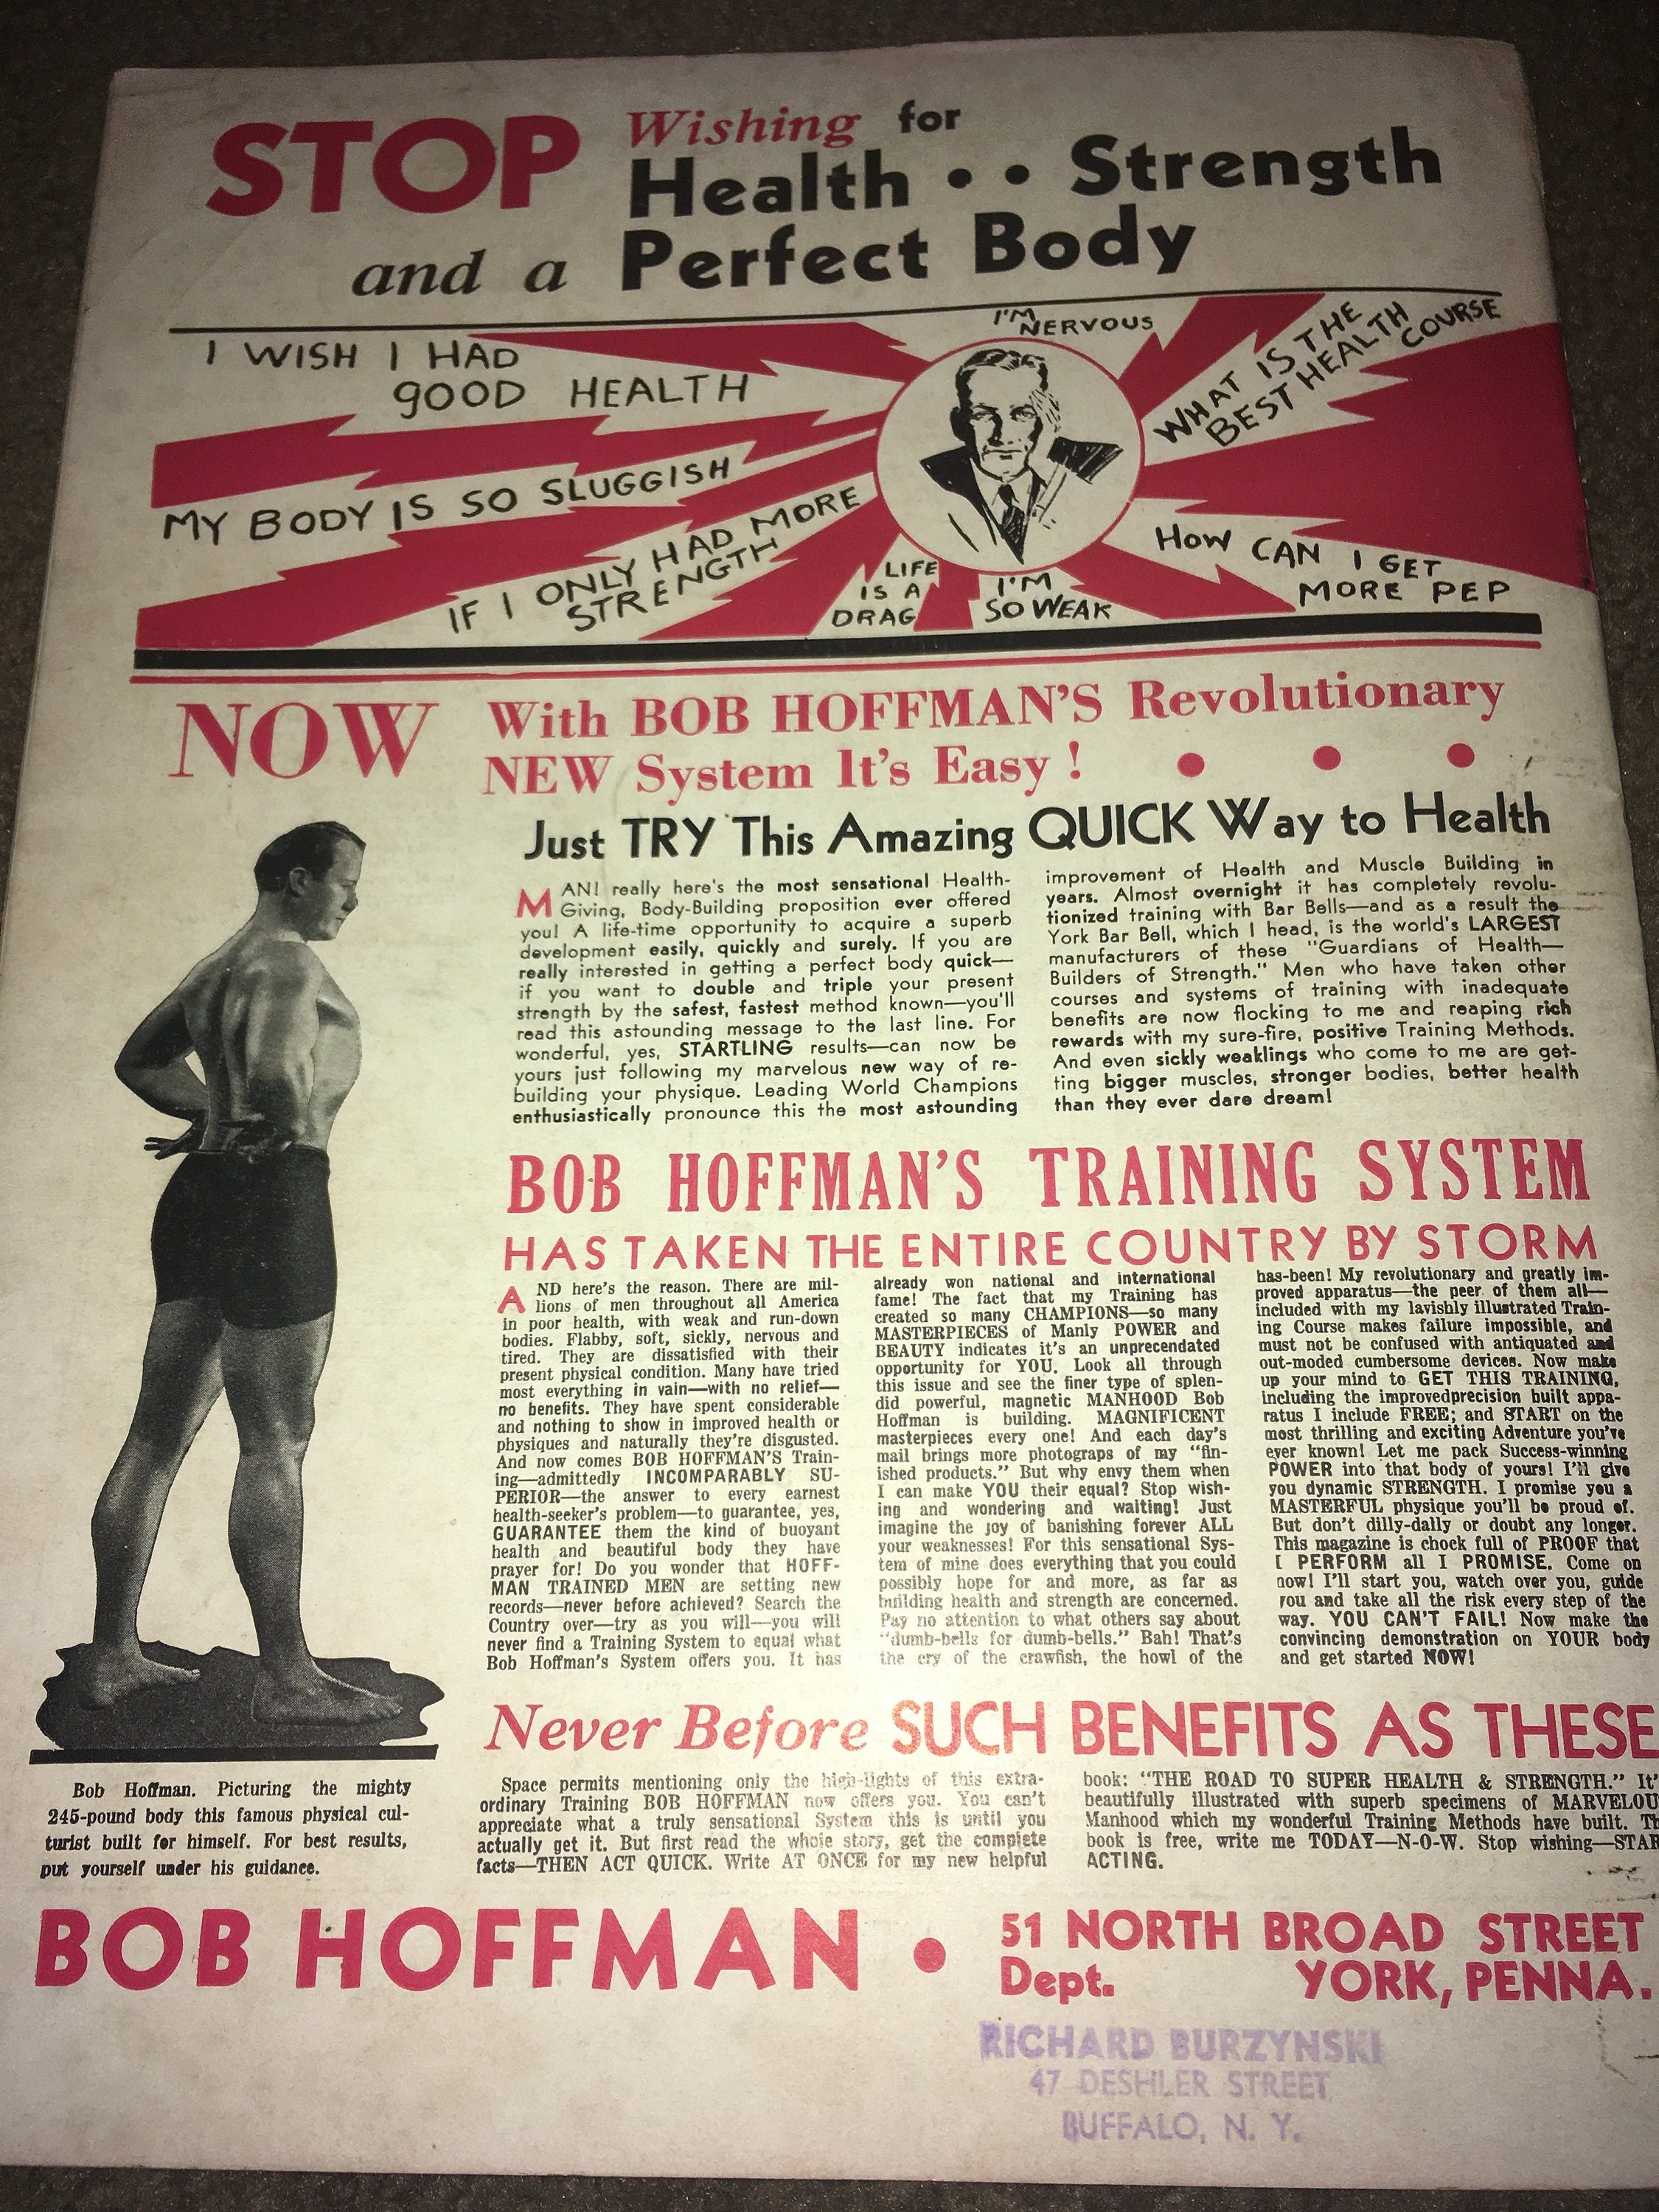 STOP Wishing for
Health • • Strength
and a Perfect Body
I'M
NERVOUS
I WISH I HAD
GOOD HEALTH
WHAT IS THE
BEST HEALTH
COURSE
MY BODY IS SO SLUGGISH
IF I ONLY HAD MORE
STRENGTH
LIFE
IS A
DRAG
I'M
SO WEAK
HOW CAN I GET
MORE PEP
NOW With BOB HOFFMAN'S Revolutionary
NEW System It's Easy ! • • •
Just TRY This Amazing QUICK Way to Health
MAN! really here's the most sensational Health-
Giving, Body-Building proposition ever offered
you! A life-time opportunity to acquire a superb
development easily, quickly and surely. If you are
really interested in getting a perfect body quick—
if you want to double and triple your present
strength by the safest, fastest method known—you'll
read this astounding message to the last line. For
wonderful, yes, STARTLING results—can now be
yours just following my marvelous new way of re-
building your physique. Leading World Champions
enthusiastically pronounce this the most astounding
improvement of Health and Muscle Building in
years. Almost overnight it has completely revolu-
tionized training with Bar Bells—and as a result the
York Bar Bell, which I head, is the world's LARGEST
manufacturers of these "Guardians of Health—
Builders of Strength." Men who have taken other
courses and systems of training with inadequate
benefits are now flocking to me and reaping rich
rewards with my sure-fire, positive Training Methods.
And even sickly weaklings who come to me are get-
ting bigger muscles, stronger bodies, better health
than they ever dare dream!
BOB HOFFMAN'S TRAINING SYSTEM
HAS TAKEN THE ENTIRE COUNTRY BY STORM
AND here's the reason. There are mil-
lions of men throughout all America
in poor health, with weak and run-down
bodies. Flabby, soft, sickly, nervous and
tired. They are dissatisfied with their
present physical condition. Many have tried
most everything in vain—with no relief—
no benefits. They have spent considerable
and nothing to show in improved health or
physiques and naturally they're disgusted.
And now comes BOB HOFFMAN'S Train-
ing—admittedly INCOMPARABLY SU-
PERIOR—the answer to every earnest
health-seeker's problem—to guarantee, yes,
GUARANTEE them the kind of buoyant
health and beautiful body they have
prayer for! Do you wonder that HOFF-
MAN TRAINED MEN are setting new
records—never before achieved? Search the
Country over—try as you will—you will
never find a Training System to equal what
Bob Hoffman's System offers you. It has
already won national and international
fame! The fact that my Training has
created so many CHAMPIONS—so many
MASTERPIECES of Manly POWER and
BEAUTY indicates it's an unprecendated
opportunity for YOU. Look all through
this issue and see the finer type of splen-
did powerful, magnetic MANHOOD Bob
Hoffman is building. MAGNIFICENT
masterpieces every one! And each day's
mail brings more photograps of my "fin-
ished products." But why envy them when
I can make YOU their equal? Stop wish-
ing and wondering and waiting! Just
imagine the joy of banishing forever ALL
your weaknesses! For this sensational Sys-
tem of mine does everything that you could
possibly hope for and more, as far as
building health and strength are concerned.
Pay no attention to what others say about
"dumb-bells for dumb-bells." Bah! That's
the cry of the crawfish, the howl of the
has-been! My revolutionary and greatly im-
proved apparatus—the peer of them all—
included with my lavishly illustrated Train-
ing Course makes failure impossible, and
must not be confused with antiquated and
out-moded cumbersome devices. Now make
up your mind to GET THIS TRAINING,
including the improvedprecision built appa-
ratus I include FREE; and START on the
most thrilling and exciting Adventure you've
ever known! Let me pack Success-winning
POWER into that body of yours! I'll give
you dynamic STRENGTH. I promise you a
MASTERFUL physique you'll be proud of.
But don't dilly-dally or doubt any longer.
This magazine is chock full of PROOF that
I PERFORM all I PROMISE. Come on
now! I'll start you, watch over you, guide
you and take all the risk every step of the
way. YOU CAN'T FAIL! Now make the
convincing demonstration on YOUR body
and get started NOW!
Never Before SUCH BENEFITS AS THESE
Bob Hoffman. Picturing the mighty
245-pound body this famous physical cul-
turist built for himself. For best results,
put yourself under his guidance.
Space permits mentioning only the high-lights of this extra-
ordinary Training BOB HOFFMAN now offers you. You can't
appreciate what a truly sensational System this is until you
actually get it. But first read the whole story, get the complete
facts—THEN ACT QUICK. Write AT ONCE for my new helpful
book: "THE ROAD TO SUPER HEALTH & STRENGTH." It'
beautifully illustrated with superb specimens of MARVELOU
Manhood which my wonderful Training Methods have built. Th
book is free, write me TODAY—N-O-W. Stop wishing—STAR
ACTING.
BOB HOFFMAN • 51 NORTH BROAD STREET
Dept. YORK, PENNA.
RICHARD BURZYNSKI
47 DESHLER STREET
BUFFALO, N. Y.